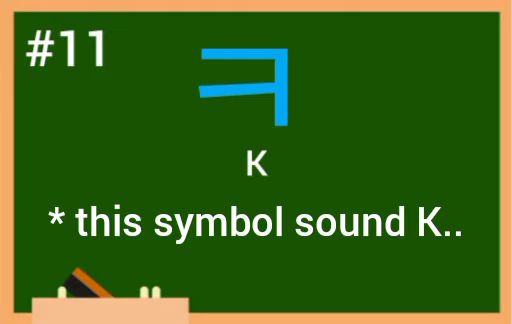 #11
ㅋ
K
* this symbol sound K..